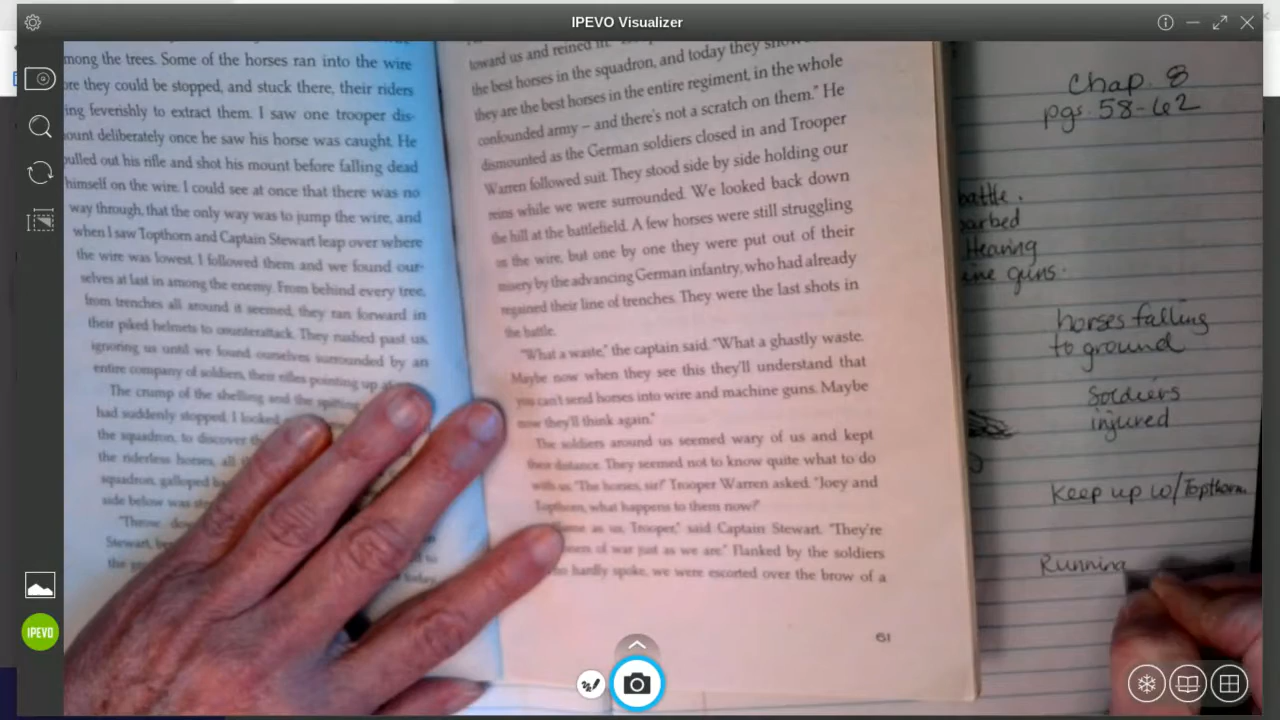 IPEVO Visualizer
mong the trees. Some of the horses ran into the wire
ore they could be stopped, and stuck there, their riders
ing feverishly to extract them. I saw one trooper dis-
ount deliberately once he saw his horse was caught. He
ulled out his rifle and shot his mount before falling dead
himself on the wire. I could see at once that there was no
way through, that the only way was to jump the wire, and
when I saw Topthorn and Captain Stewart leap over where
the wire was lowest. I followed them and we found our-
selves at last in among the enemy. From behind every tree,
from trenches all around it seemed, they ran forward in
their piked helmets to counterattack. They rushed past us,
ignoring us until we found ourselves surrounded by an
entire company of soldiers, their rifles pointing up at
The crump of the shelling and the spitting
had suddenly stopped. I looked
the squadron, to discover th
the riderless horses, all th
squadron, galloped ba
side below was
"Throw dow
Stewart,
the
toward us and reined in.
the best horses in the squadron, and today they show
they are the best horses in the entire regiment, in the whole
confounded army – and there's not a scratch on them." He
dismounted as the German soldiers closed in and Trooper
Warren followed suit. They stood side by side holding our
reins while we were surrounded. We looked back down
the hill at the battlefield. A few horses were still struggling
on the wire, but one by one they were put out of their
misery by the advancing German infantry, who had already
regained their line of trenches. They were the last shots in
the battle.
"What a waste," the captain said. "What a ghastly waste.
Maybe now when they see this they'll understand that
you can't send horses into wire and machine guns. Maybe
now they'll think again."
The soldiers around us seemed wary of us and kept
their distance. They seemed not to know quite what to do
with us. "The horses, sir?" Trooper Warren asked. "Joey and
Topthorn, what happens to them now?"
"Same as us, Trooper," said Captain Stewart. "They're
ners of war just as we are." Flanked by the soldiers
ho hardly spoke, we were escorted over the brow of a
61
Chap. 8
pgs. 58-62
battle.
barbed
Hearing
ine guns.
horses falling
to ground
Soldiers
injured
Keep up w/Topthorn
Running
IPEVO